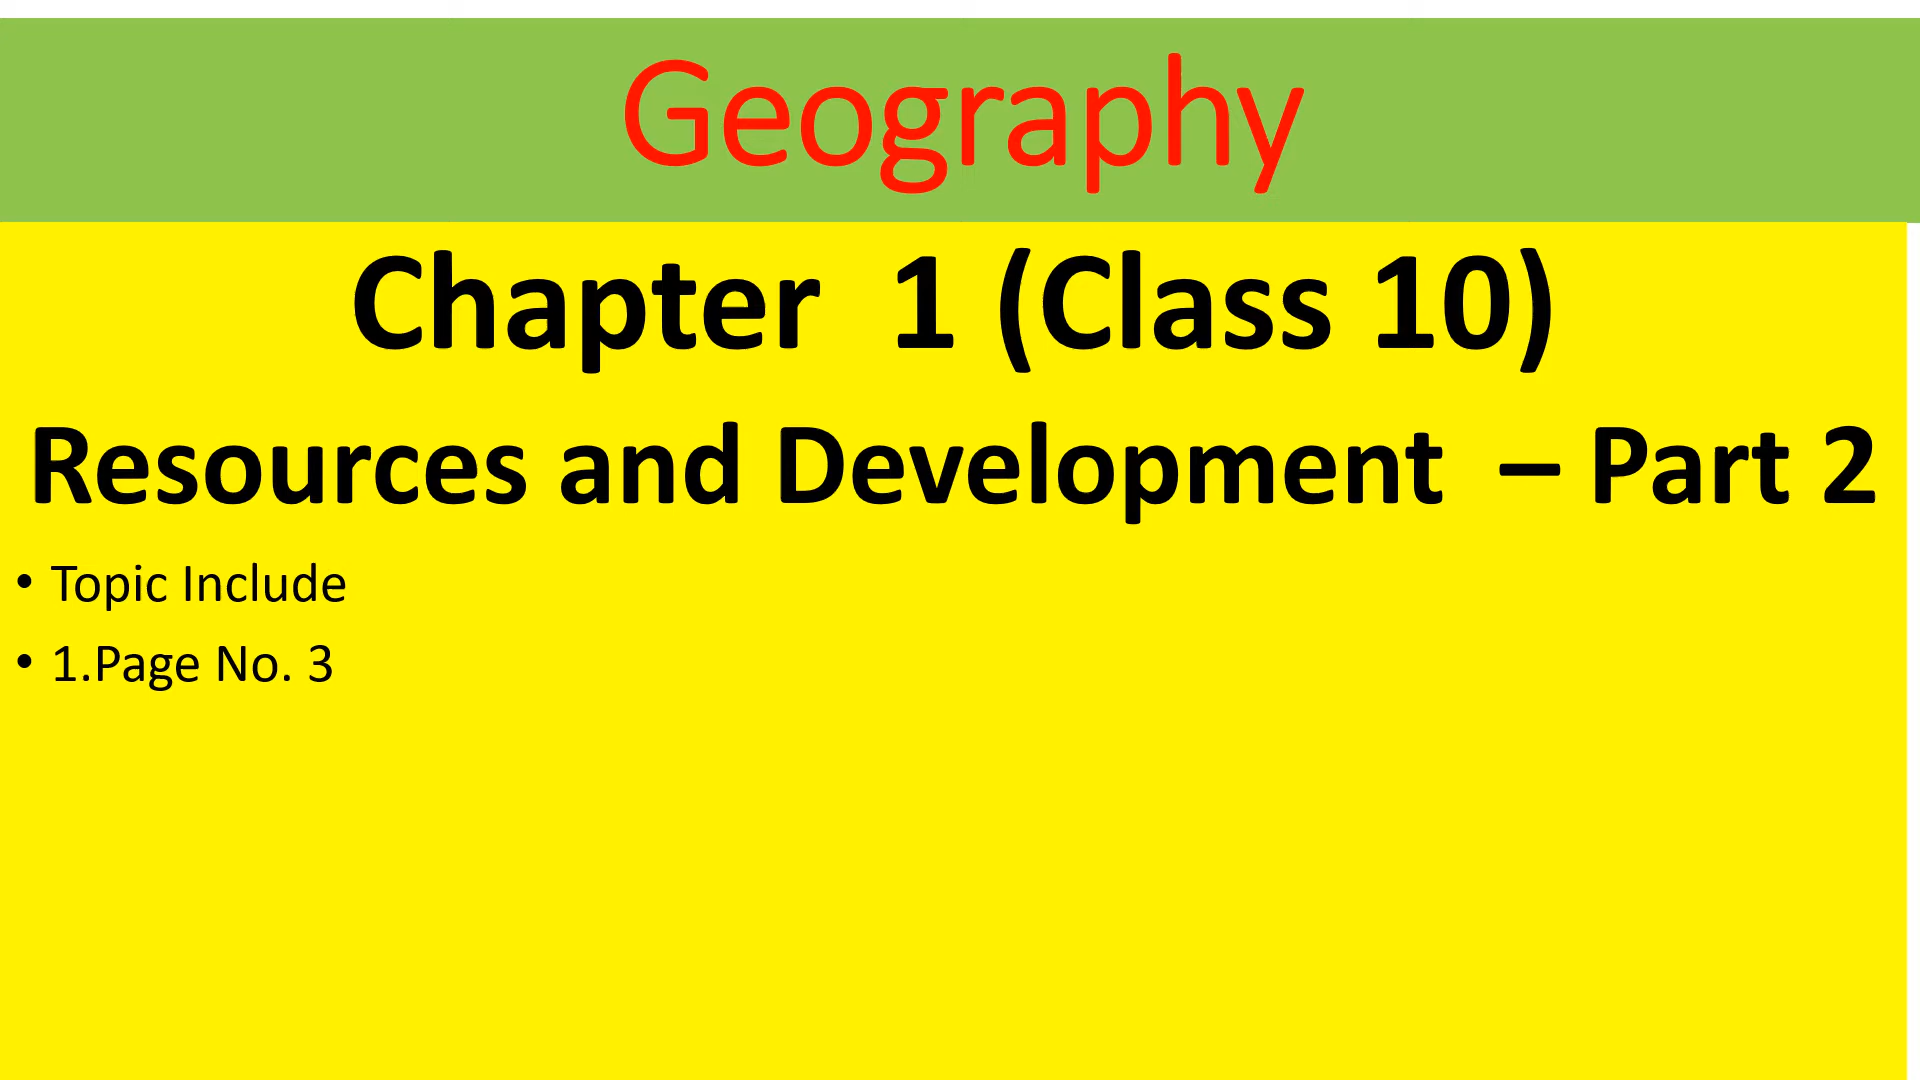 Geography
Chapter  1 (Class 10)
Resources and Development  – Part 2
• Topic Include
• 1.Page No. 3